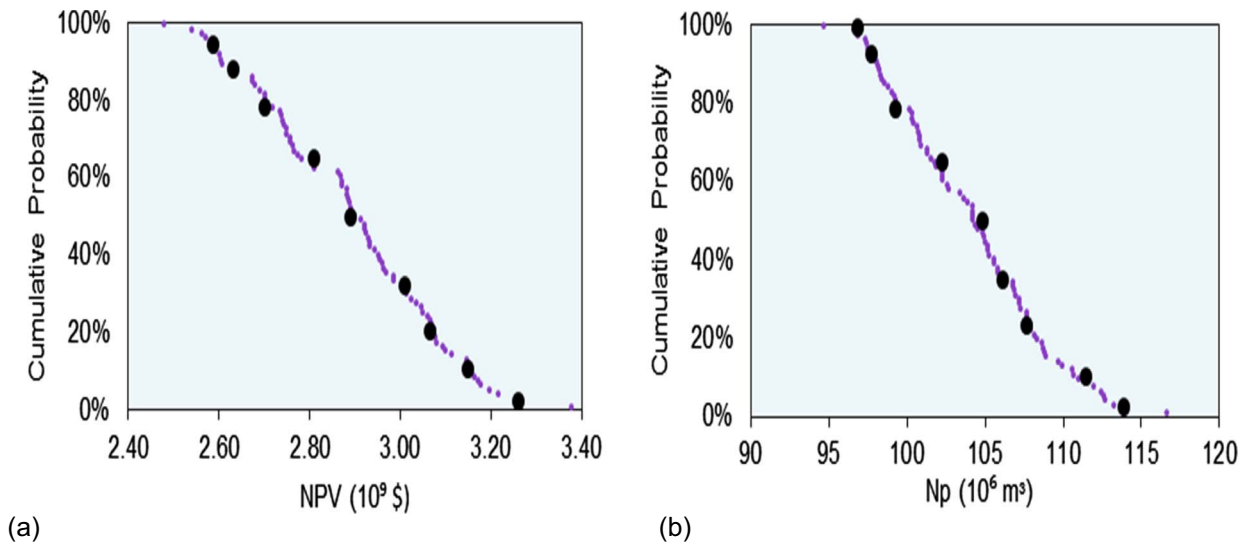 100%
80%
60%
40%
20%
0%
Cumulative Probability
2.40 2.60 2.80 3.00 3.20 3.40
NPV (10⁹ $)
(a)
100%
80%
60%
40%
20%
0%
Cumulative Probability
90 95 100 105 110 115 120
Np (10⁶ m³)
(b)